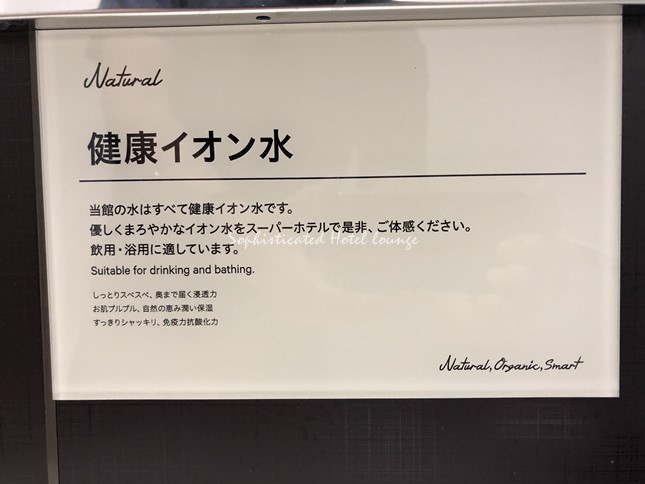 Natural
健康イオン水
当館の水はすべて健康イオン水です。
優しくまろやかなイオン水をスーパーホテルで是非、ご体感ください。
Sophisticated Hotel lounge
飲用・浴用に適しています。
Suitable for drinking and bathing.
しっとりスベスベ、奥まで届く浸透力
お肌プルプル、自然の恵み潤い保湿
すっきりシャッキリ、免疫力抗酸化力
Natural, Organic, Smart